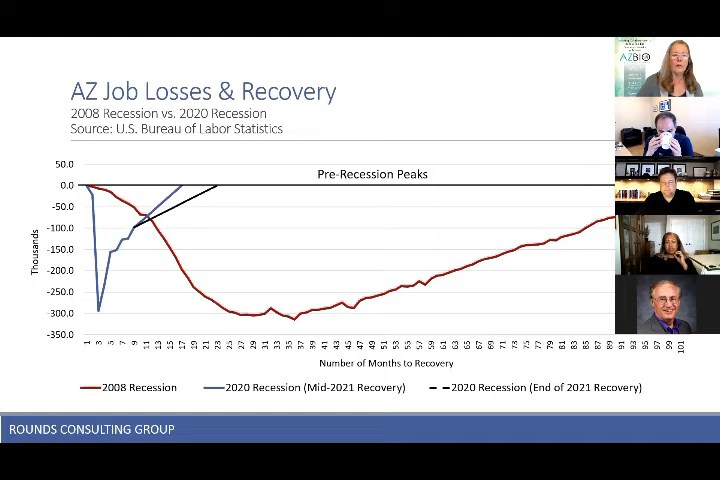 AZ Job Losses & Recovery
2008 Recession vs. 2020 Recession
Source: U.S. Bureau of Labor Statistics
AZBIO
50.0
0.0
-50.0
-100.0
-150.0
-200.0
-250.0
-300.0
-350.0
Thousands
Pre-Recession Peaks
1 3 5 7 9 11 13 15 17 19 21 23 25 27 29 31 33 35 37 39 41 43 45 47 49 51 53 55 57 59 61 63 65 67 69 71 73 75 77 79 81 83 85 87 89 91 93 95 97 99 101
Number of Months to Recovery
2008 Recession
2020 Recession (Mid-2021 Recovery)
2020 Recession (End of 2021 Recovery)
ROUNDS CONSULTING GROUP